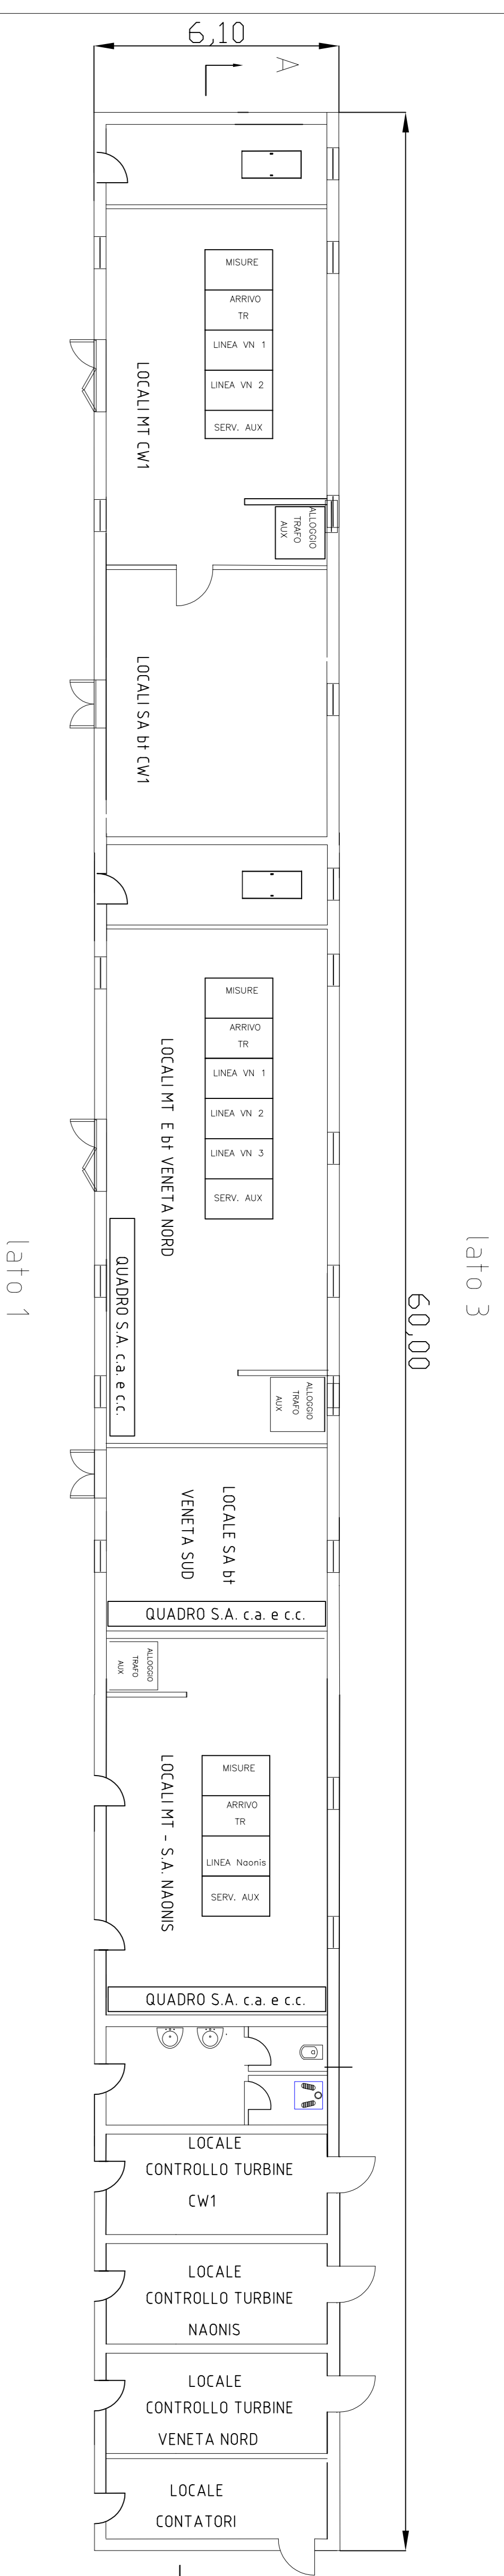 6,10
A
MISURE
ARRIVO
TR
LINEA VN 1
LINEA VN 2
SERV. AUX
LOCALI MT CW1
ALLOGGIO
TRAFO
AUX
LOCALI SA bt CW1
MISURE
ARRIVO
TR
LINEA VN 1
LINEA VN 2
LINEA VN 3
SERV. AUX
LOCALI MT E bt VENETA NORD
QUADRO S.A. c.a. e c.c.
lato 1
lato 3
60,00
ALLOGGIO
TRAFO
AUX
LOCALE SA bt
VENETA SUD
QUADRO S.A. c.a. e c.c.
ALLOGGIO
TRAFO
AUX
MISURE
ARRIVO
TR
LINEA Naonis
SERV. AUX
LOCALI MT - S.A. NAONIS
QUADRO S.A. c.a. e c.c.
LOCALE
CONTROLLO TURBINE
CW1
LOCALE
CONTROLLO TURBINE
NAONIS
LOCALE
CONTROLLO TURBINE
VENETA NORD
LOCALE
CONTATORI